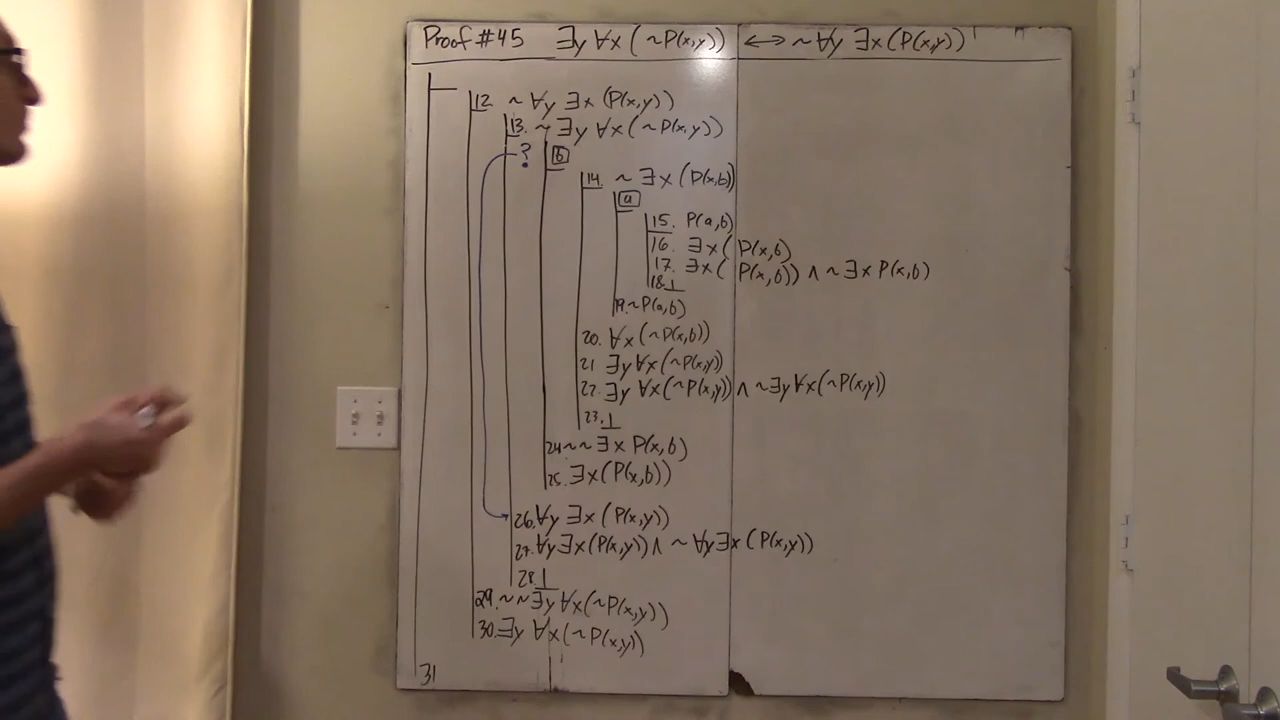 Proof #45 ∃y ∀x (~P(x,y)) ⟷ ~∀y ∃x(P(x,y))
12. ~∀y ∃x (P(x,y))
13. ~∃y ∀x (~P(x,y))
? b
14. ~∃x (P(x,b))
a
15. P(a,b)
16. ∃x( P(x,b)
17. ∃x( P(x,b)) ∧ ~∃x P(x,b)
18. ⊥
19. ~P(a,b)
20. ∀x(~P(x,b))
21 ∃y ∀x(~P(x,y))
22. ∃y ∀x(~P(x,y)) ∧ ~∃y ∀x(~P(x,y))
23. ⊥
24 ~~∃x P(x,b)
25. ∃x(P(x,b))
26. ∀y ∃x (P(x,y))
27. ∀y ∃x(P(x,y)) ∧ ~∀y ∃x (P(x,y))
28. ⊥
29. ~~∃y ∀x(~P(x,y))
30. ∃y ∀x(~P(x,y))
31